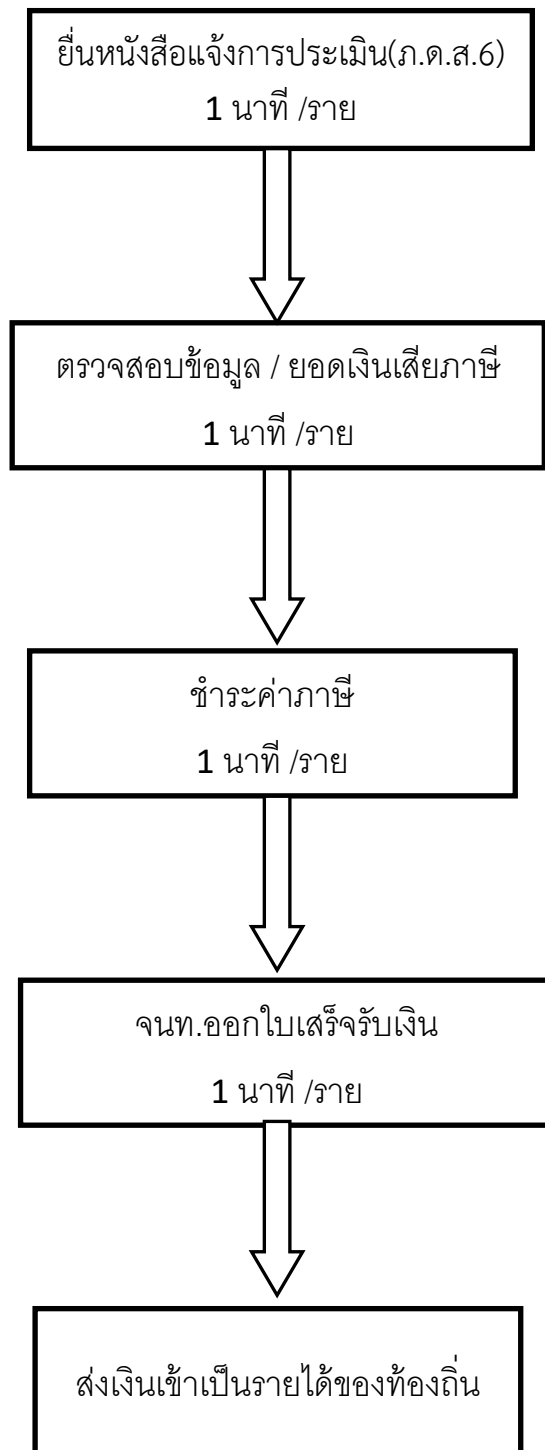 ยื่นหนังสือแจ้งการประเมิน(ภ.ด.ส.6)
1 นาที /ราย
ตรวจสอบข้อมูล / ยอดเงินเสียภาษี
1 นาที /ราย
ชำระค่าภาษี
1 นาที /ราย
จนท.ออกใบเสร็จรับเงิน
1 นาที /ราย
ส่งเงินเข้าเป็นรายได้ของท้องถิ่น